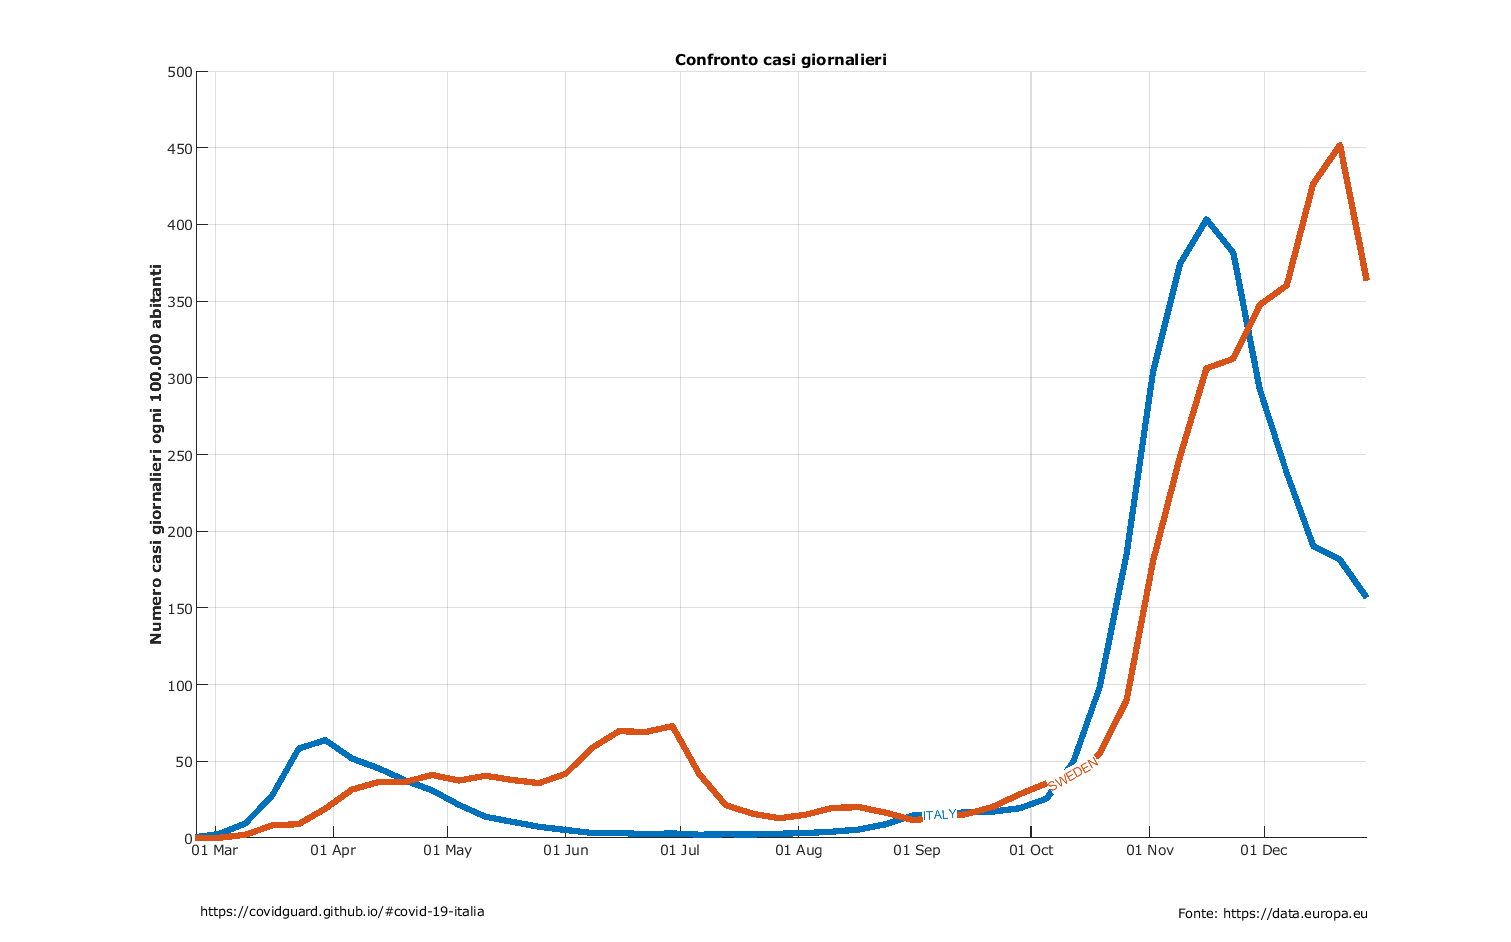 Confronto casi giornalieri
Numero casi giornalieri ogni 100.000 abitanti
500
450
400
350
300
250
200
150
100
50
0
ITALY
SWEDEN
01 Mar
01 Apr
01 May
01 Jun
01 Jul
01 Aug
01 Sep
01 Oct
01 Nov
01 Dec
https://covidguard.github.io/#covid-19-italia
Fonte: https://data.europa.eu